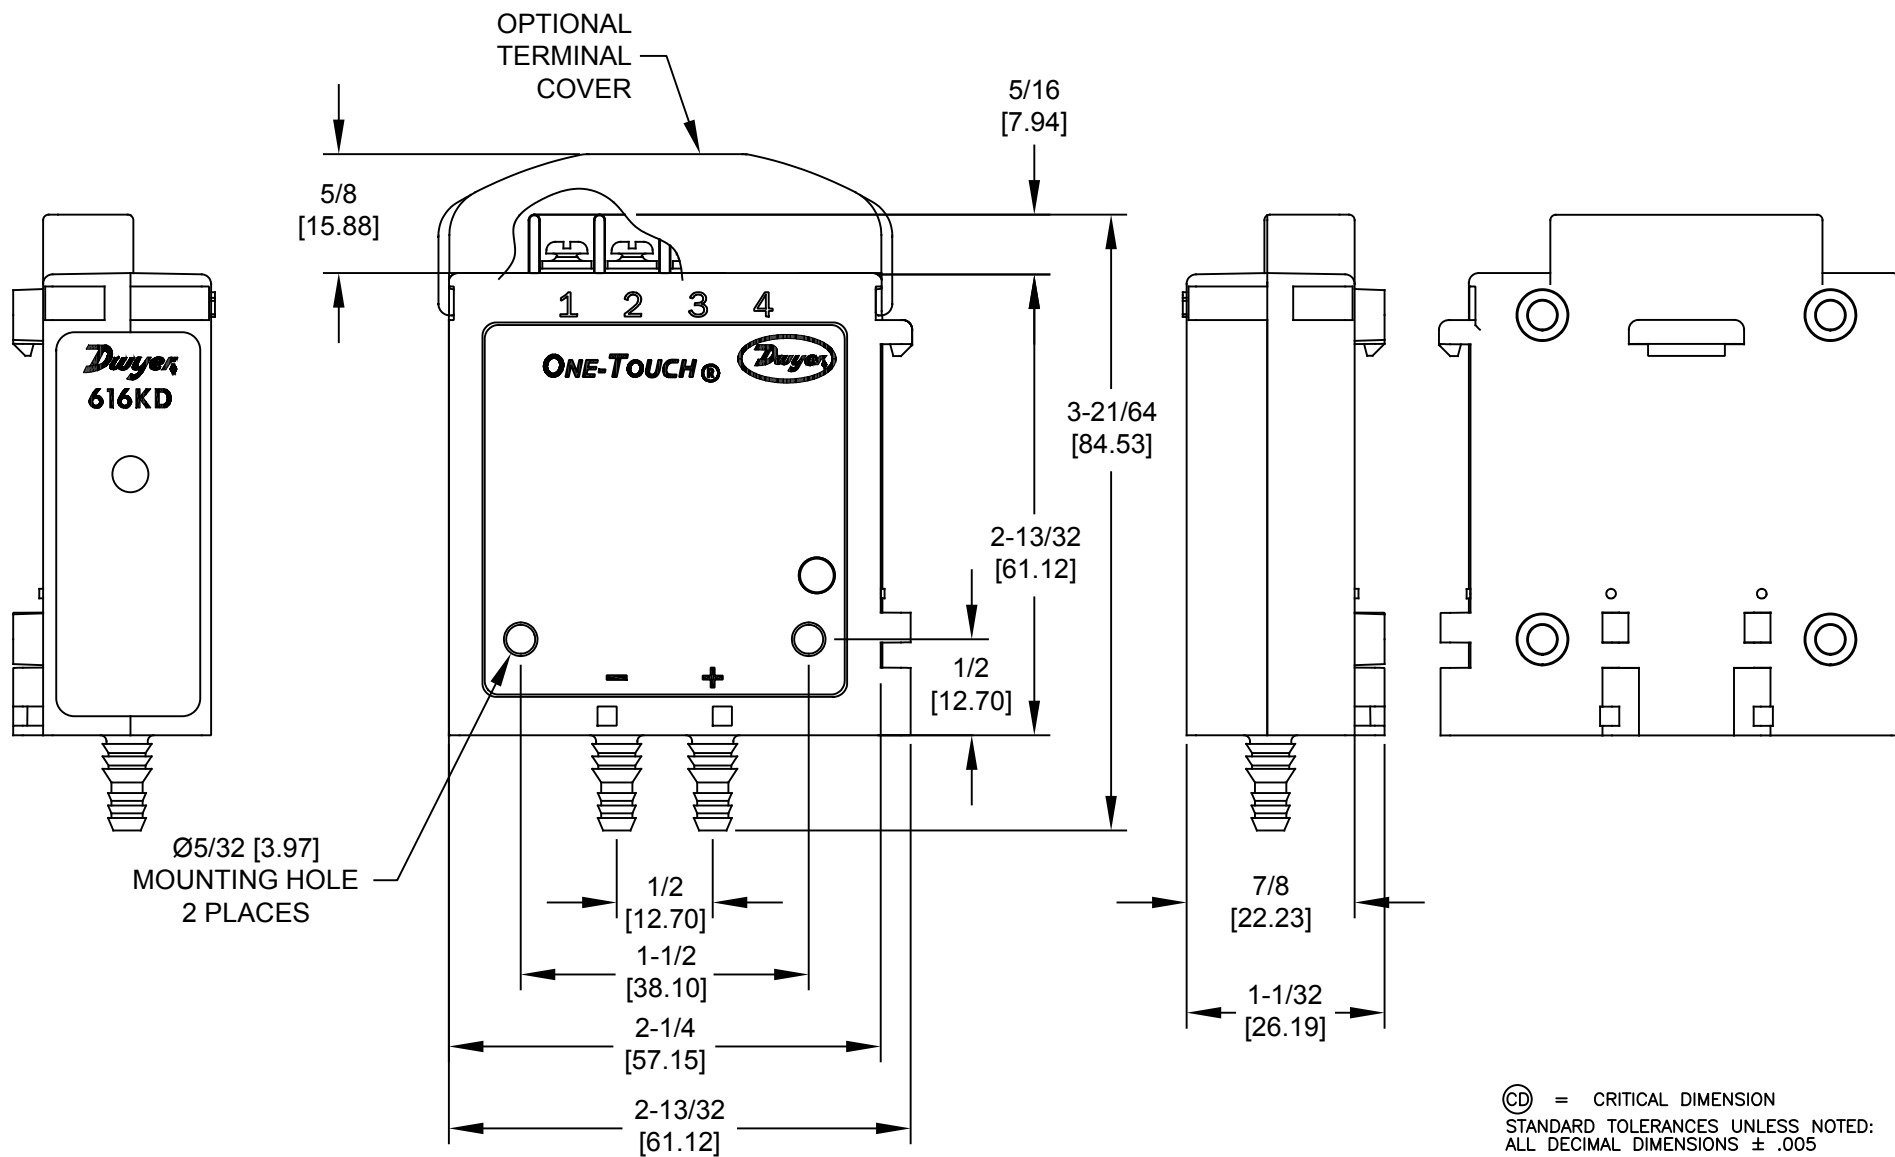 OPTIONAL
TERMINAL
COVER
5/16
[7.94]
5/8
[15.88]
1 2 3 4
Dwyer
616KD
ONE-TOUCH ®
Dwyer
3-21/64
[84.53]
2-13/32
[61.12]
1/2
[12.70]
- +
Ø5/32 [3.97]
MOUNTING HOLE
2 PLACES
1/2
[12.70]
7/8
[22.23]
1-1/2
[38.10]
1-1/32
[26.19]
2-1/4
[57.15]
2-13/32
[61.12]
CD = CRITICAL DIMENSION
STANDARD TOLERANCES UNLESS NOTED:
ALL DECIMAL DIMENSIONS ± .005